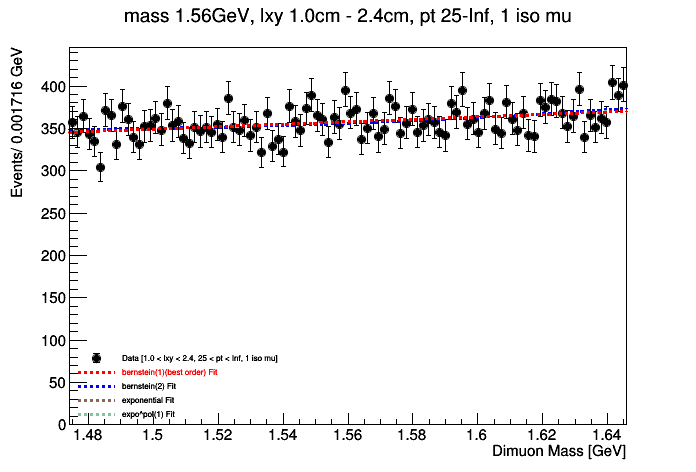 mass 1.56GeV, lxy 1.0cm - 2.4cm, pt 25-Inf, 1 iso mu
Events/ 0.001716 GeV
400
350
300
250
200
150
100
50
0
Data [1.0 < lxy < 2.4, 25 < pt < Inf, 1 iso mu]
bernstein(1)(best order) Fit
bernstein(2) Fit
exponential Fit
expo*pol(1) Fit
1.48 1.5 1.52 1.54 1.56 1.58 1.6 1.62 1.64
Dimuon Mass [GeV]